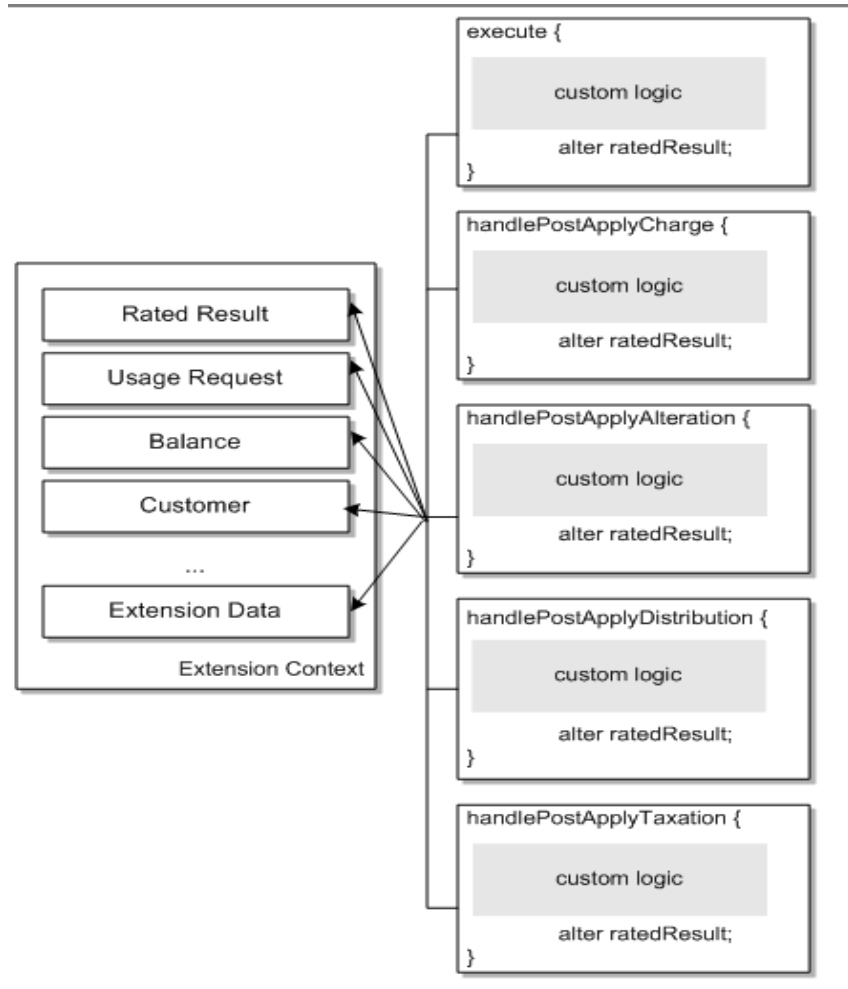 execute {
custom logic
alter ratedResult;
}
handlePostApplyCharge {
custom logic
alter ratedResult;
}
Rated Result
Usage Request
Balance
Customer
...
Extension Data
Extension Context
handlePostApplyAlteration {
custom logic
alter ratedResult;
}
handlePostApplyDistribution {
custom logic
alter ratedResult;
}
handlePostApplyTaxation {
custom logic
alter ratedResult;
}